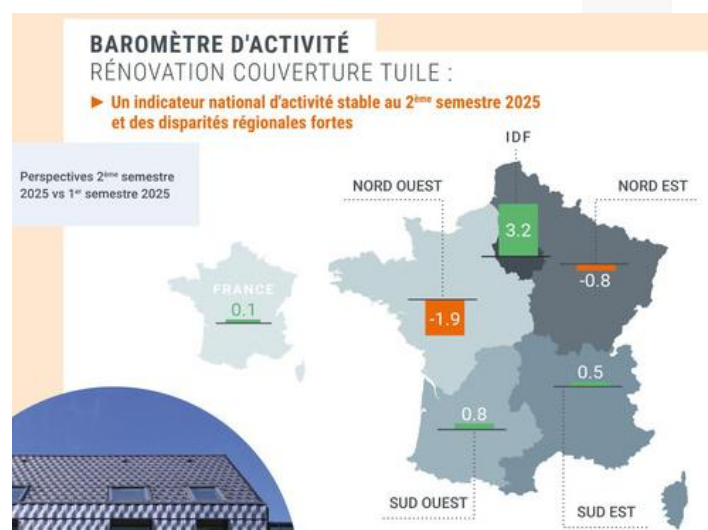 BAROMÈTRE D'ACTIVITÉ
RÉNOVATION COUVERTURE TUILE :
► Un indicateur national d'activité stable au 2ème semestre 2025
et des disparités régionales fortes
Perspectives 2ème semestre
2025 vs 1er semestre 2025
IDF
NORD OUEST
NORD EST
3.2
-0.8
FRANCE
0.1
-1.9
0.5
0.8
SUD OUEST
SUD EST